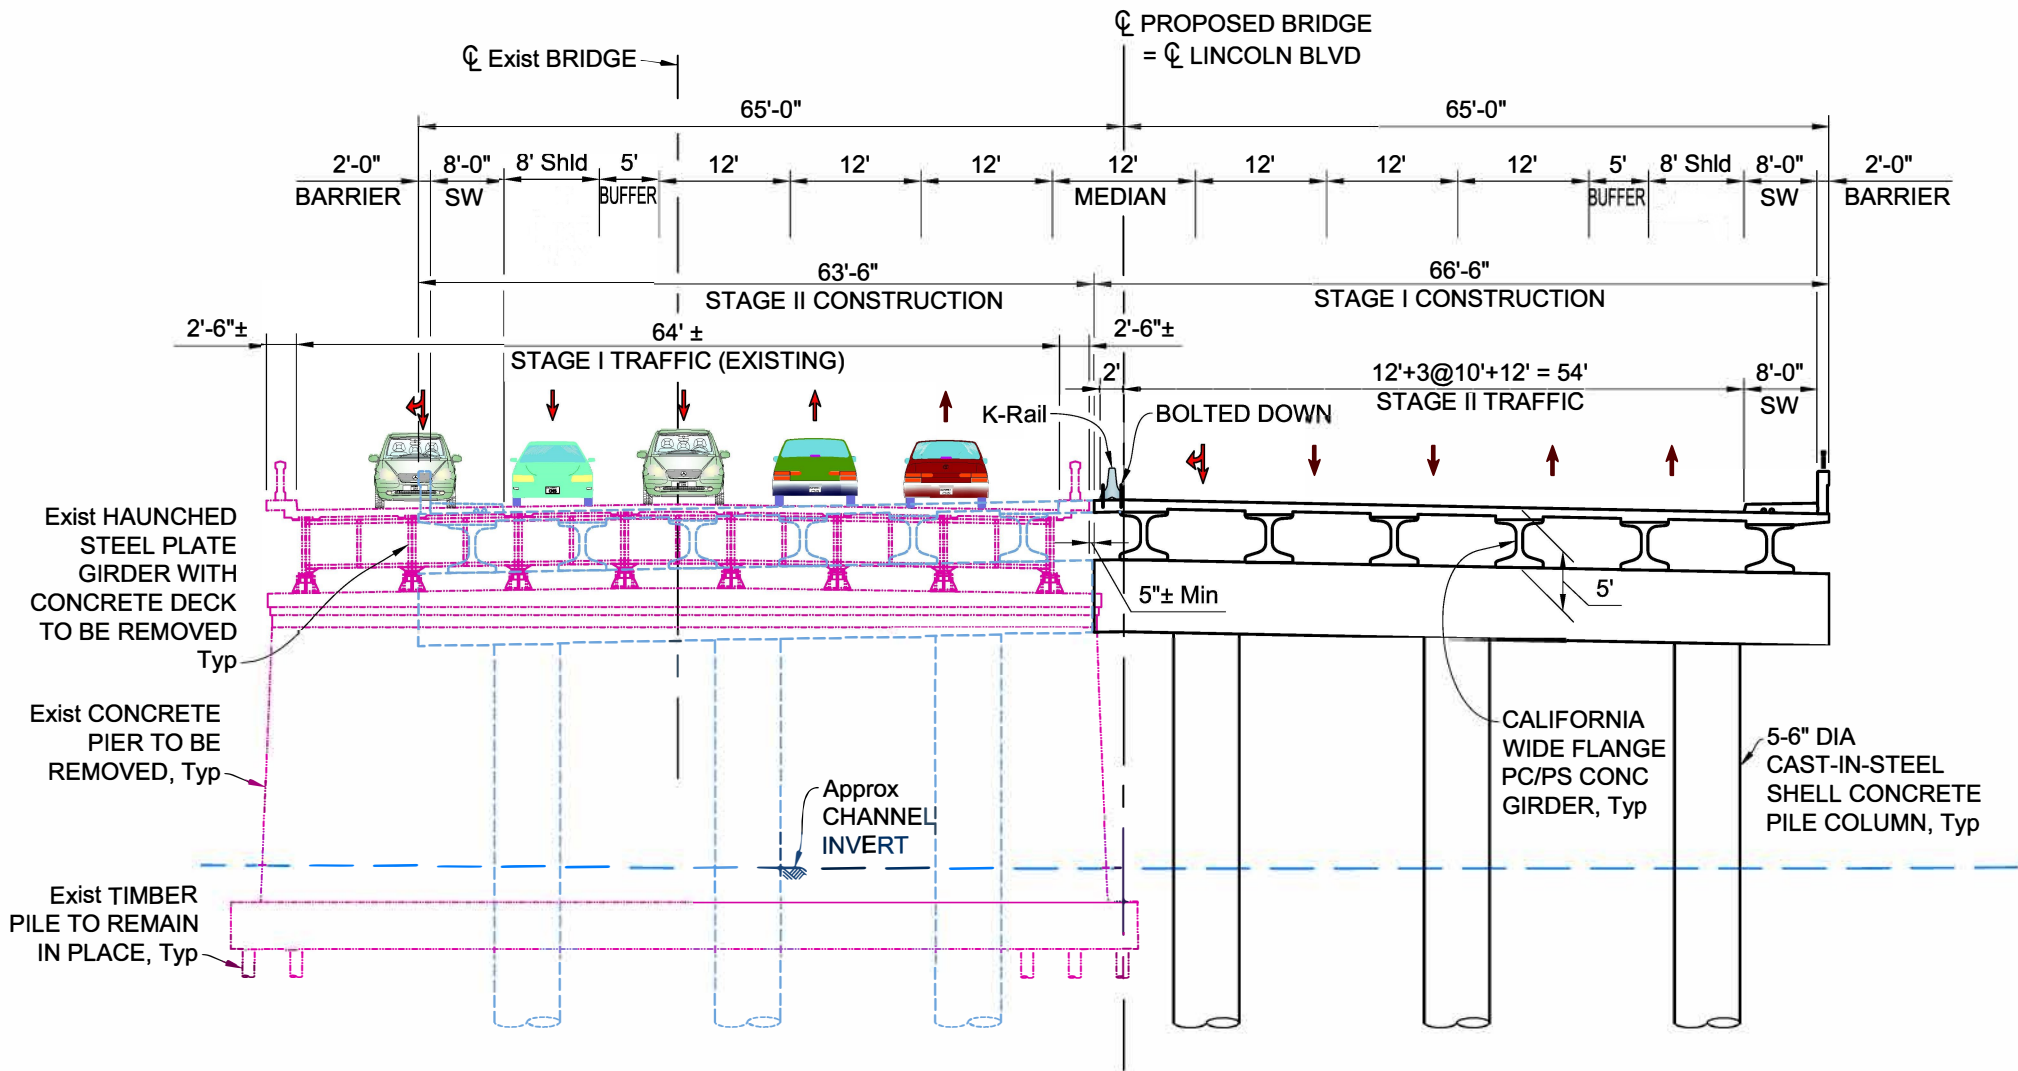 ℄ PROPOSED BRIDGE
= ℄ LINCOLN BLVD
℄ Exist BRIDGE
65'-0" 65'-0"
2'-0" 8'-0" 8' Shld 5' 12' 12' 12' 12' 12' 12' 12' 5' 8' Shld 8'-0" 2'-0"
BARRIER SW BUFFER MEDIAN BUFFER SW BARRIER
63'-6" 66'-6"
STAGE II CONSTRUCTION STAGE I CONSTRUCTION
2'-6"± 64' ± 2'-6"±
STAGE I TRAFFIC (EXISTING)
2' 12'+3@10'+12' = 54' 8'-0"
STAGE II TRAFFIC SW
K-Rail BOLTED DOWN
Exist HAUNCHED
STEEL PLATE
GIRDER WITH
CONCRETE DECK
TO BE REMOVED
Typ
5"± Min
5'
Exist CONCRETE
PIER TO BE
REMOVED, Typ
CALIFORNIA
WIDE FLANGE
PC/PS CONC
GIRDER, Typ
5-6" DIA
CAST-IN-STEEL
SHELL CONCRETE
PILE COLUMN, Typ
Approx
CHANNEL
INVERT
Exist TIMBER
PILE TO REMAIN
IN PLACE, Typ